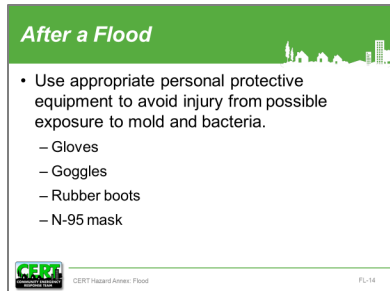 After a Flood
• Use appropriate personal protective
equipment to avoid injury from possible
exposure to mold and bacteria.
– Gloves
– Goggles
– Rubber boots
– N-95 mask
CERT
COMMUNITY EMERGENCY
RESPONSE TEAM
CERT Hazard Annex: Flood
FL-14